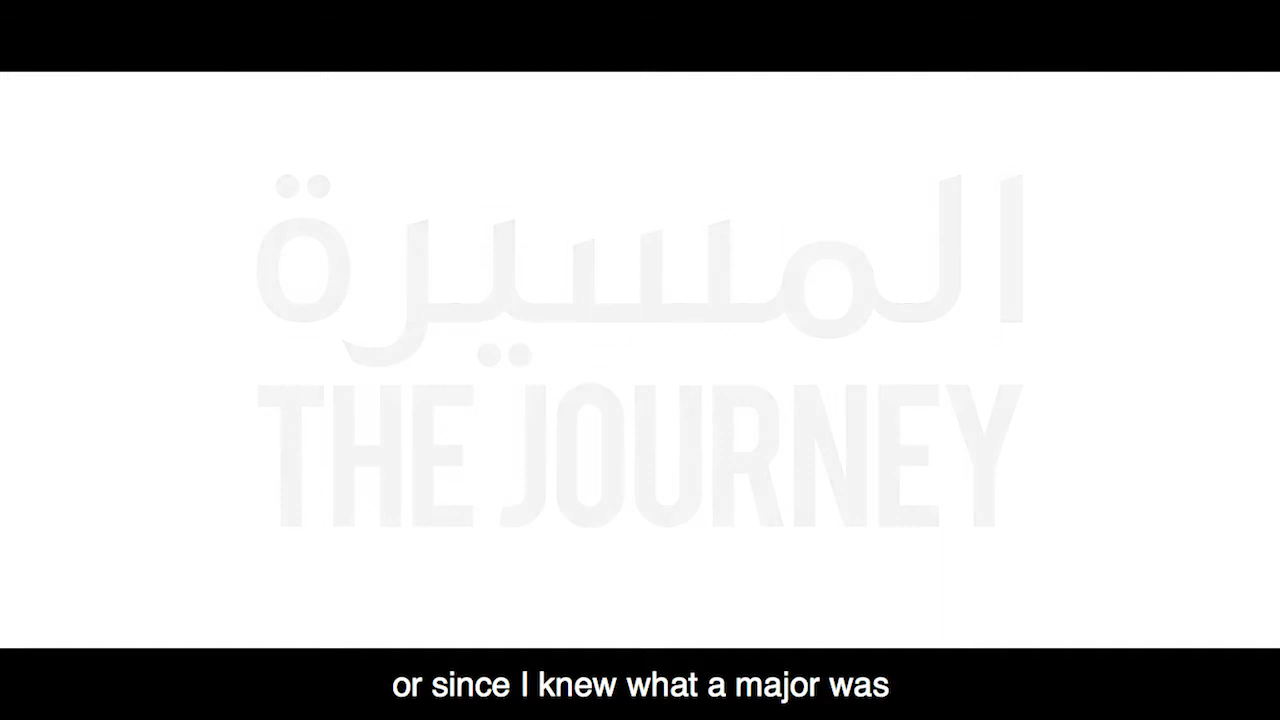 المسيرة
THE JOURNEY
or since I knew what a major was